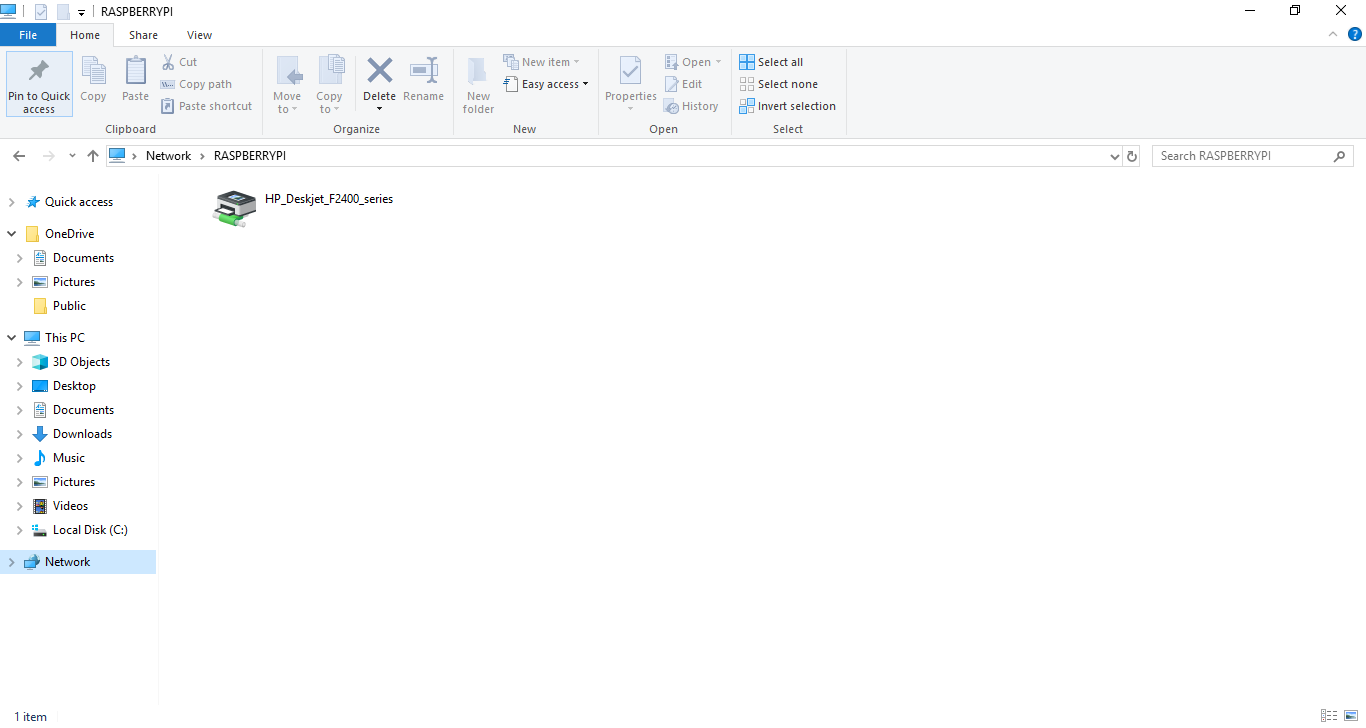 RASPBERRYPI
File Home Share View
Pin to Quick access
Copy
Paste
Cut
Copy path
Paste shortcut
Clipboard
Move to
Copy to
Delete
Rename
Organize
New folder
New item
Easy access
New
Properties
Open
Edit
History
Open
Select all
Select none
Invert selection
Select
Network > RASPBERRYPI
Search RASPBERRYPI
Quick access
OneDrive
Documents
Pictures
Public
This PC
3D Objects
Desktop
Documents
Downloads
Music
Pictures
Videos
Local Disk (C:)
Network
HP_Deskjet_F2400_series
1 item